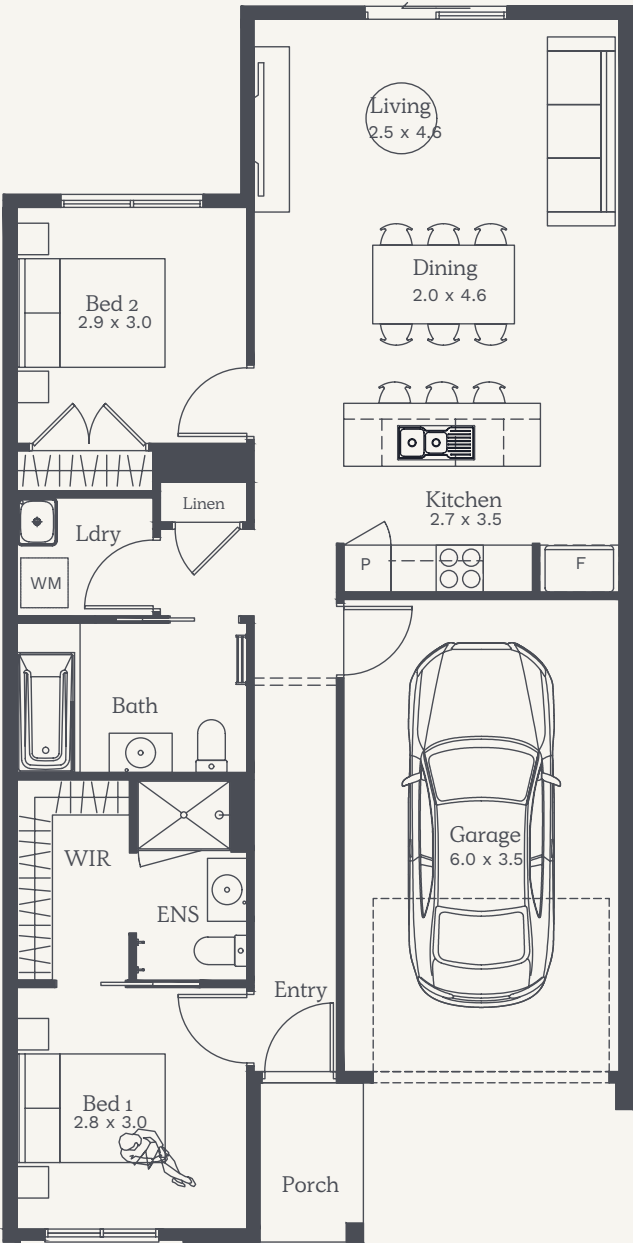 Living
2.5 x 4.6
Dining
2.0 x 4.6
Bed 2
2.9 x 3.0
Linen
Kitchen
2.7 x 3.5
Ldry
P
F
WM
Bath
Garage
6.0 x 3.5
WIR
ENS
Entry
Bed 1
2.8 x 3.0
Porch